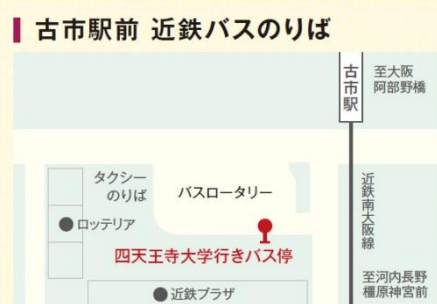 古市駅前 近鉄バスのりば
古市駅
至大阪
阿部野橋
タクシー
のりば
バスロータリー
ロッテリア
四天王寺大学行きバス停
近鉄南大阪線
至河内長野
橿原神宮前
近鉄プラザ